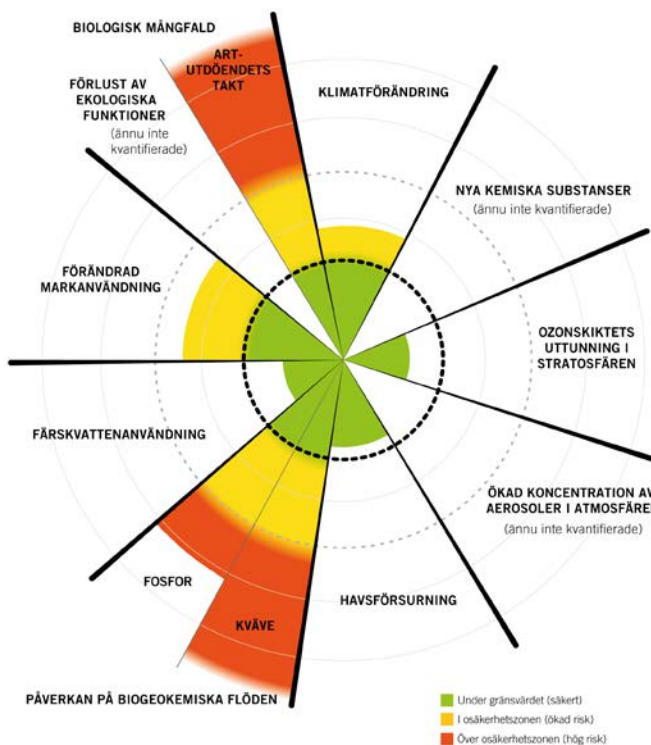 BIOLOGISK MÅNGFALD
ART-
UTDÖENDETS
TAKT
FÖRLUST AV
EKOLOGISKA
FUNKTIONER
(ännu inte
kvantifierade)
KLIMATFÖRÄNDRING
NYA KEMISKA SUBSTANSER
(ännu inte kvantifierade)
FÖRÄNDRAD
MARKANVÄNDNING
OZONSKIKTETS
UTTUNNING I
STRATOSFÄREN
FÄRSKVATTENANVÄNDNING
ÖKAD KONCENTRATION AV
AEROSOLER I ATMOSFÄREN
(ännu inte kvantifierade)
FOSFOR
HAVSFÖRSURNING
KVÄVE
PÅVERKAN PÅ BIOGEOKEMISKA FLÖDEN
Under gränsvärdet (säkert)
I osäkerhetszonen (ökad risk)
Över osäkerhetszonen (hög risk)